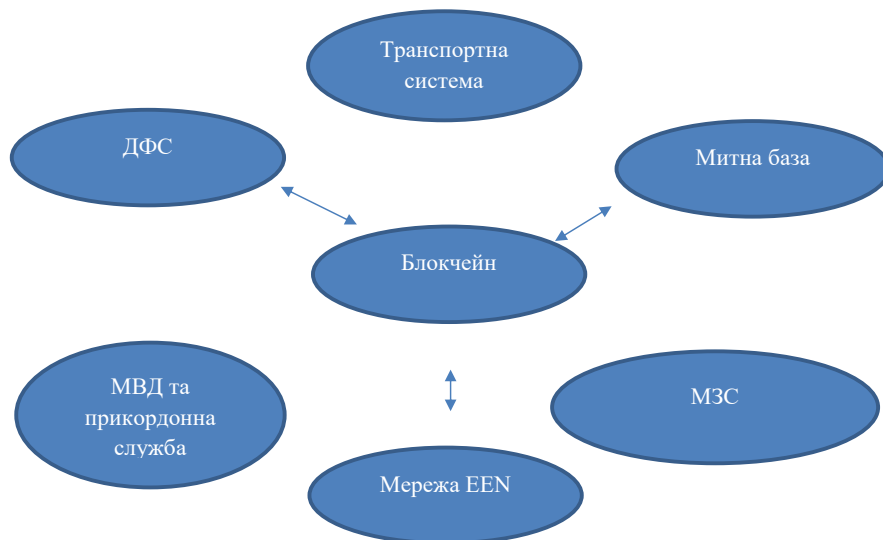 Транспортна
система
ДФС
Митна база
Блокчейн
МВД та
прикордонна
служба
МЗС
Мережа EEN